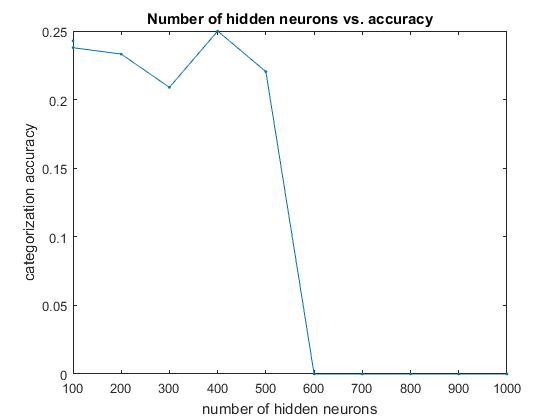 Number of hidden neurons vs. accuracy
0.25
0.2
0.15
0.1
0.05
0
categorization accuracy
100 200 300 400 500 600 700 800 900 1000
number of hidden neurons